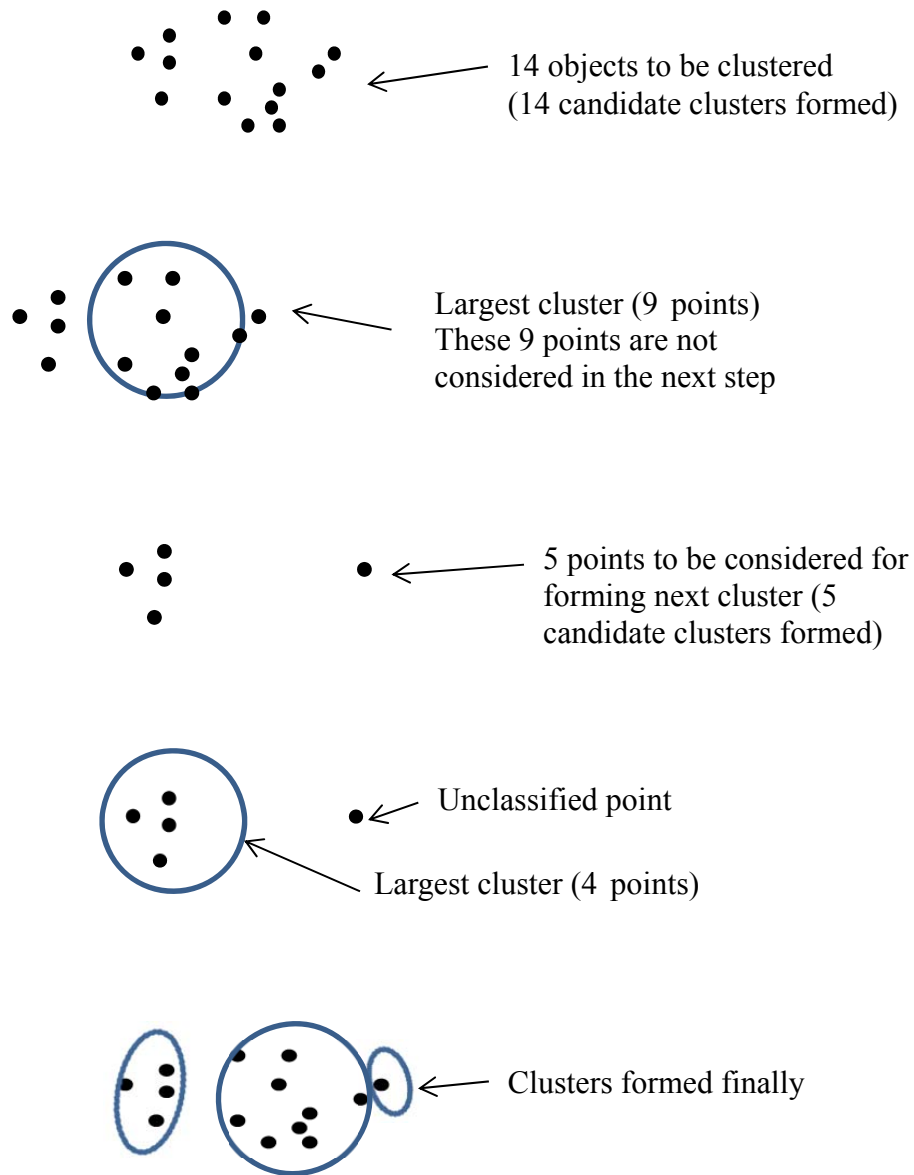 14 objects to be clustered
(14 candidate clusters formed)
Largest cluster (9 points)
These 9 points are not
considered in the next step
5 points to be considered for
forming next cluster (5
candidate clusters formed)
Unclassified point
Largest cluster (4 points)
Clusters formed finally